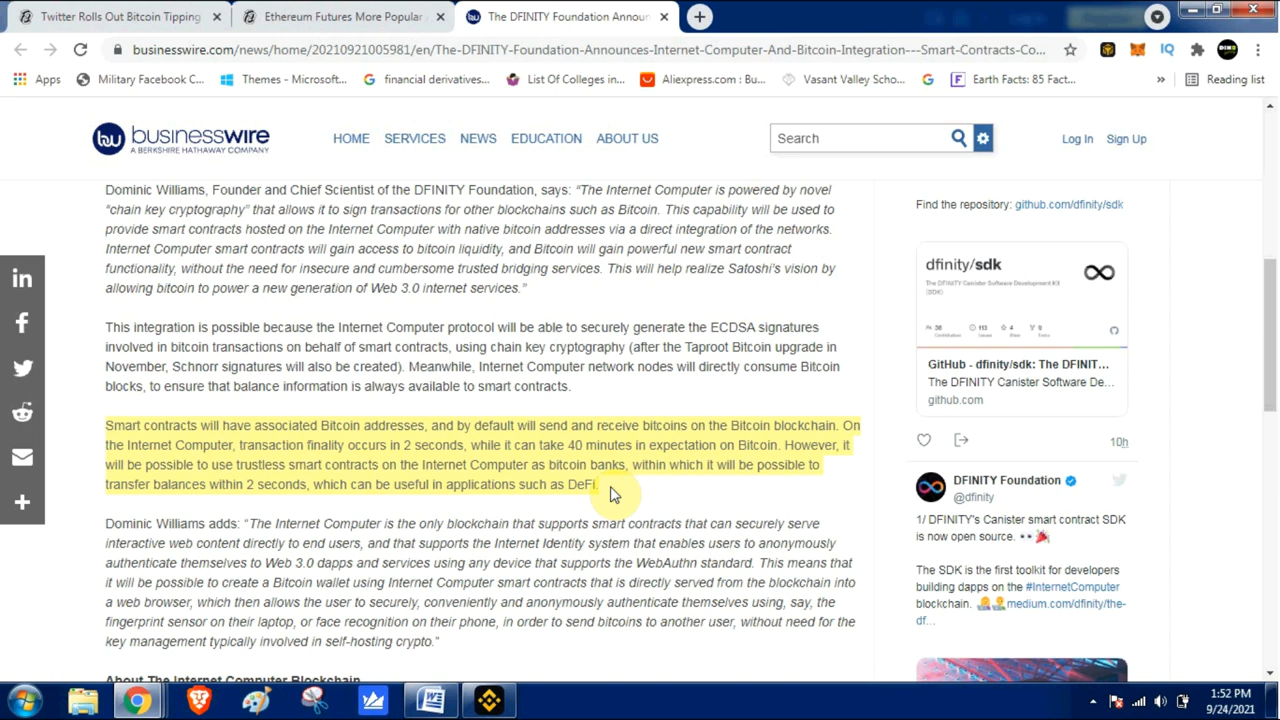 Twitter Rolls Out Bitcoin Tipping
Ethereum Futures More Popular
The DFINITY Foundation Announ
businesswire.com/news/home/20210921005981/en/The-DFINITY-Foundation-Announces-Internet-Computer-And-Bitcoin-Integration---Smart-Contracts-Co...
IQ
Apps
Military Facebook C...
Themes - Microsoft...
financial derivatives...
List Of Colleges in...
Aliexpress.com : Bu...
Vasant Valley Scho...
Earth Facts: 85 Fact...
»
Reading list
bw businesswire
A BERKSHIRE HATHAWAY COMPANY
HOME
SERVICES
NEWS
EDUCATION
ABOUT US
Search
Log In
Sign Up
Dominic Williams, Founder and Chief Scientist of the DFINITY Foundation, says: “The Internet Computer is powered by novel
“chain key cryptography” that allows it to sign transactions for other blockchains such as Bitcoin. This capability will be used to
provide smart contracts hosted on the Internet Computer with native bitcoin addresses via a direct integration of the networks.
Internet Computer smart contracts will gain access to bitcoin liquidity, and Bitcoin will gain powerful new smart contract
functionality, without the need for insecure and cumbersome trusted bridging services. This will help realize Satoshi's vision by
allowing bitcoin to power a new generation of Web 3.0 internet services.”
This integration is possible because the Internet Computer protocol will be able to securely generate the ECDSA signatures
involved in bitcoin transactions on behalf of smart contracts, using chain key cryptography (after the Taproot Bitcoin upgrade in
November, Schnorr signatures will also be created). Meanwhile, Internet Computer network nodes will directly consume Bitcoin
blocks, to ensure that balance information is always available to smart contracts.
Smart contracts will have associated Bitcoin addresses, and by default will send and receive bitcoins on the Bitcoin blockchain. On
the Internet Computer, transaction finality occurs in 2 seconds, while it can take 40 minutes in expectation on Bitcoin. However, it
will be possible to use trustless smart contracts on the Internet Computer as bitcoin banks, within which it will be possible to
transfer balances within 2 seconds, which can be useful in applications such as DeFi.
Dominic Williams adds: “The Internet Computer is the only blockchain that supports smart contracts that can securely serve
interactive web content directly to end users, and that supports the Internet Identity system that enables users to anonymously
authenticate themselves to Web 3.0 dapps and services using any device that supports the WebAuthn standard. This means that
it will be possible to create a Bitcoin wallet using Internet Computer smart contracts that is directly served from the blockchain into
a web browser, which then allows the user to securely, conveniently and anonymously authenticate themselves using, say, the
fingerprint sensor on their laptop, or face recognition on their phone, in order to send bitcoins to another user, without need for the
key management typically involved in self-hosting crypto.”
About The Internet Computer Blockchain
Find the repository: github.com/dfinity/sdk
dfinity/sdk
The DFINITY Canister Software Development Kit
(SDK)
GitHub - dfinity/sdk: The DFINIT...
The DFINITY Canister Software De...
github.com
10h
DFINITY Foundation
@dfinity
1/ DFINITY's Canister smart contract SDK
is now open source.
The SDK is the first toolkit for developers
building dapps on the #InternetComputer
blockchain. medium.com/dfinity/the-
df...
1:52 PM
9/24/2021